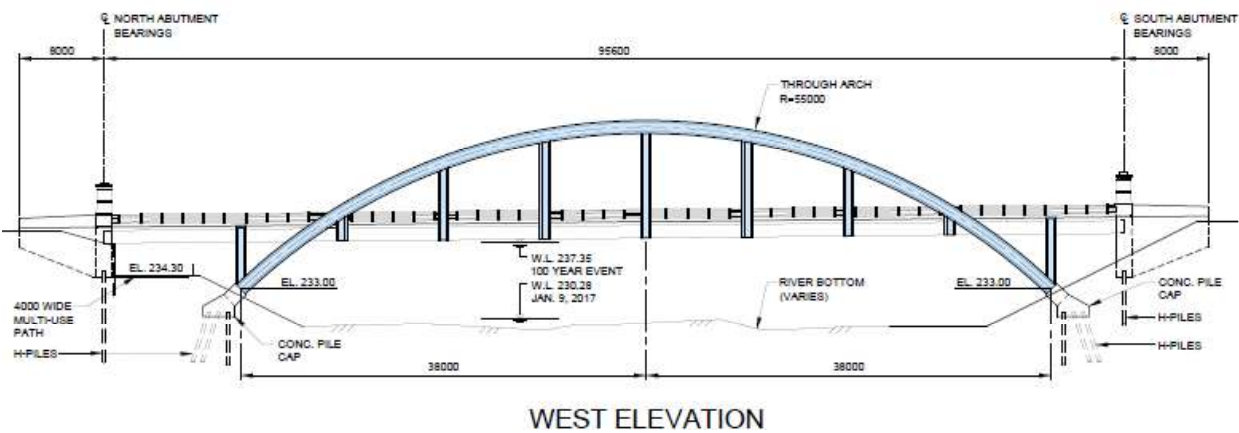 ℄ NORTH ABUTMENT
BEARINGS
℄ SOUTH ABUTMENT
BEARINGS
8000
95600
8000
THROUGH ARCH
R=55000
W.L. 237.35
100 YEAR EVENT
W.L. 230.28
JAN. 9, 2017
EL. 234.30
EL. 233.00
EL. 233.00
RIVER BOTTOM
(VARIES)
CONC. PILE
CAP
4000 WIDE
MULTI-USE
PATH
H-PILES
H-PILES
CONC. PILE
CAP
H-PILES
38000
38000
WEST ELEVATION